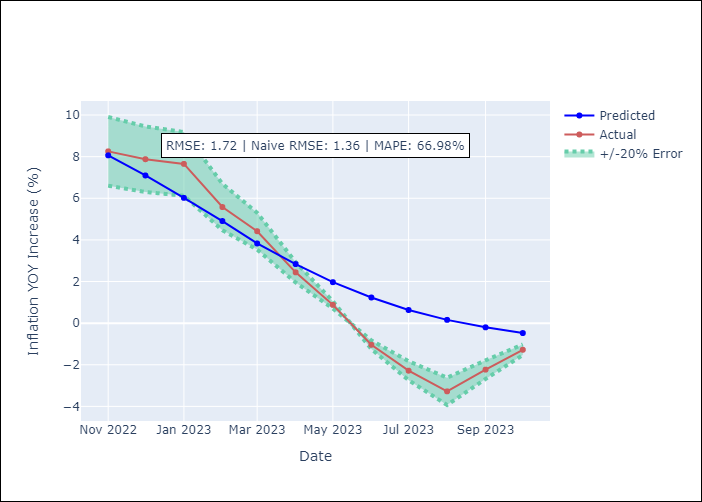 RMSE: 1.72 | Naive RMSE: 1.36 | MAPE: 66.98%
Predicted
Actual
+/-20% Error
Inflation YOY Increase (%)
10
8
6
4
2
0
−2
−4
Nov 2022
Jan 2023
Mar 2023
May 2023
Jul 2023
Sep 2023
Date